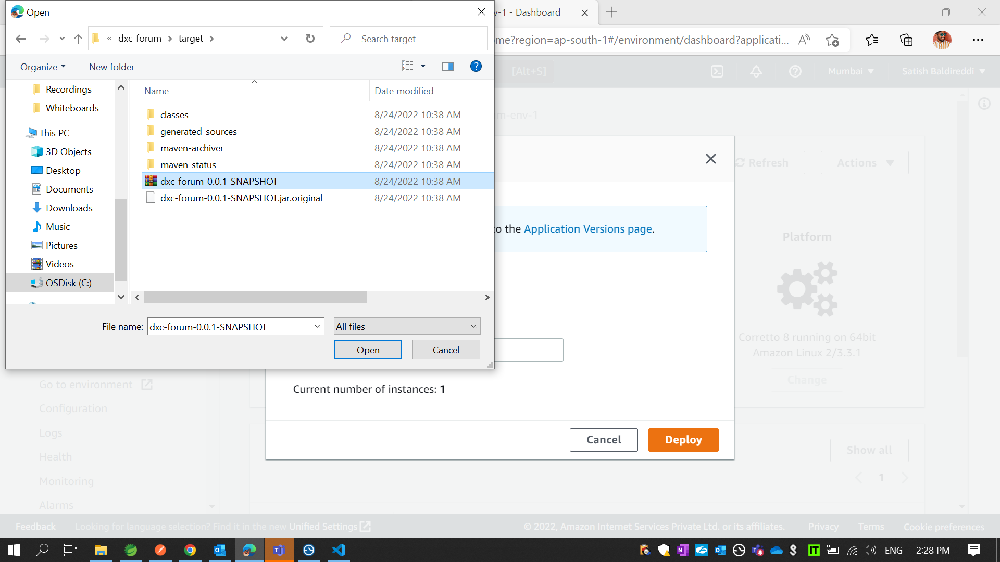 Open
v-1 - Dashboard
« dxc-forum > target >
Search target
ome?region=ap-south-1#/environment/dashboard?applicati...
Organize
New folder
[Alt+S]
Mumbai
Satish Baldireddi
Recordings
Whiteboards
This PC
3D Objects
Desktop
Documents
Downloads
Music
Pictures
Videos
OSDisk (C:)
Name
Date modified
classes
8/24/2022 10:38 AM
generated-sources
8/24/2022 10:38 AM
maven-archiver
8/24/2022 10:38 AM
maven-status
8/24/2022 10:38 AM
dxc-forum-0.0.1-SNAPSHOT
8/24/2022 10:38 AM
dxc-forum-0.0.1-SNAPSHOT.jar.original
8/24/2022 10:38 AM
File name:
dxc-forum-0.0.1-SNAPSHOT
All files
Open
Cancel
m-env-1
Refresh
Actions
to the Application Versions page.
Platform
Corretto 8 running on 64bit
Amazon Linux 2/3.3.1
Change
Current number of instances: 1
Cancel
Deploy
Go to environment
Configuration
Logs
Health
Monitoring
Alarms
Show all
1
Feedback
Looking for language selection? Find it in the new Unified Settings
© 2022, Amazon Internet Services Private Ltd. or its affiliates.
Privacy
Terms
Cookie preferences
ENG
2:28 PM